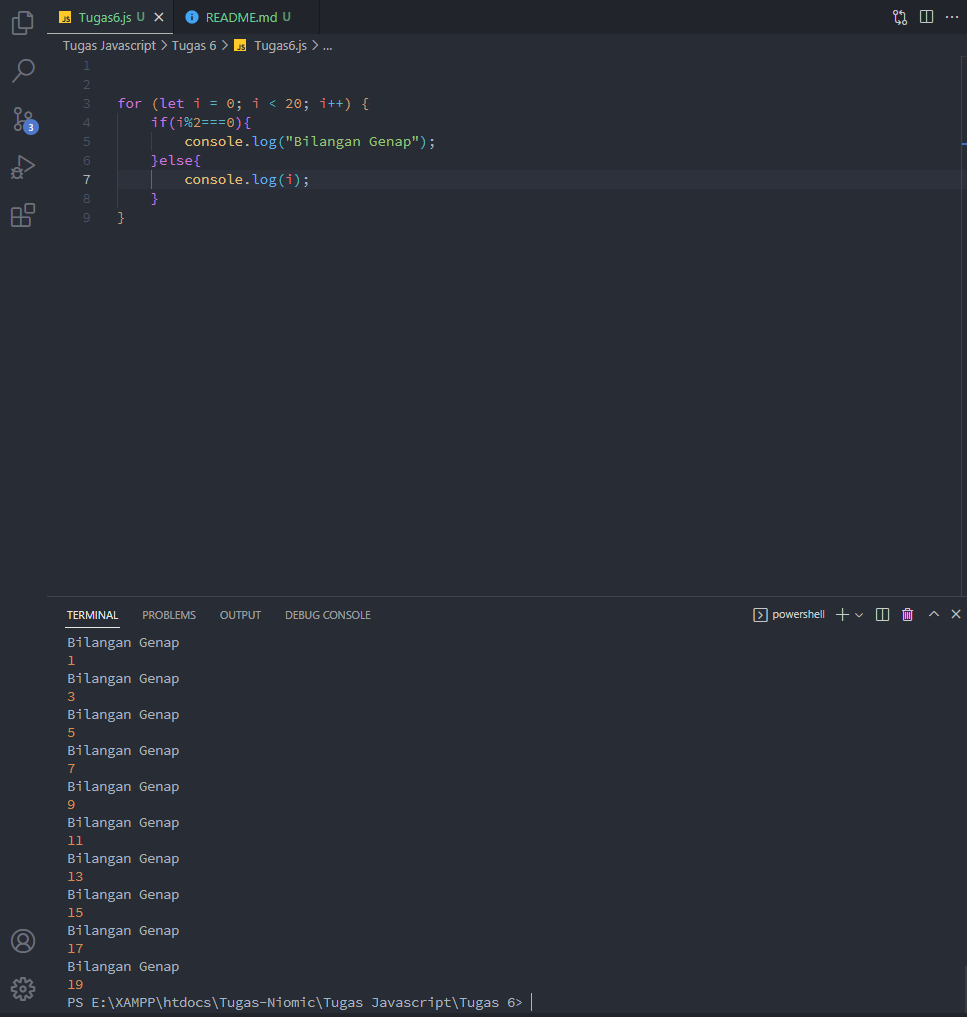 JS Tugas6.js U README.md U
Tugas Javascript > Tugas 6 > JS Tugas6.js > ...
1
2
3 for (let i = 0; i < 20; i++) {
4 if(i%2===0){
5 console.log("Bilangan Genap");
6 }else{
7 console.log(i);
8 }
9 }
3
TERMINAL PROBLEMS OUTPUT DEBUG CONSOLE powershell
Bilangan Genap
1
Bilangan Genap
3
Bilangan Genap
5
Bilangan Genap
7
Bilangan Genap
9
Bilangan Genap
11
Bilangan Genap
13
Bilangan Genap
15
Bilangan Genap
17
Bilangan Genap
19
PS E:\XAMPP\htdocs\Tugas-Niomic\Tugas Javascript\Tugas 6>